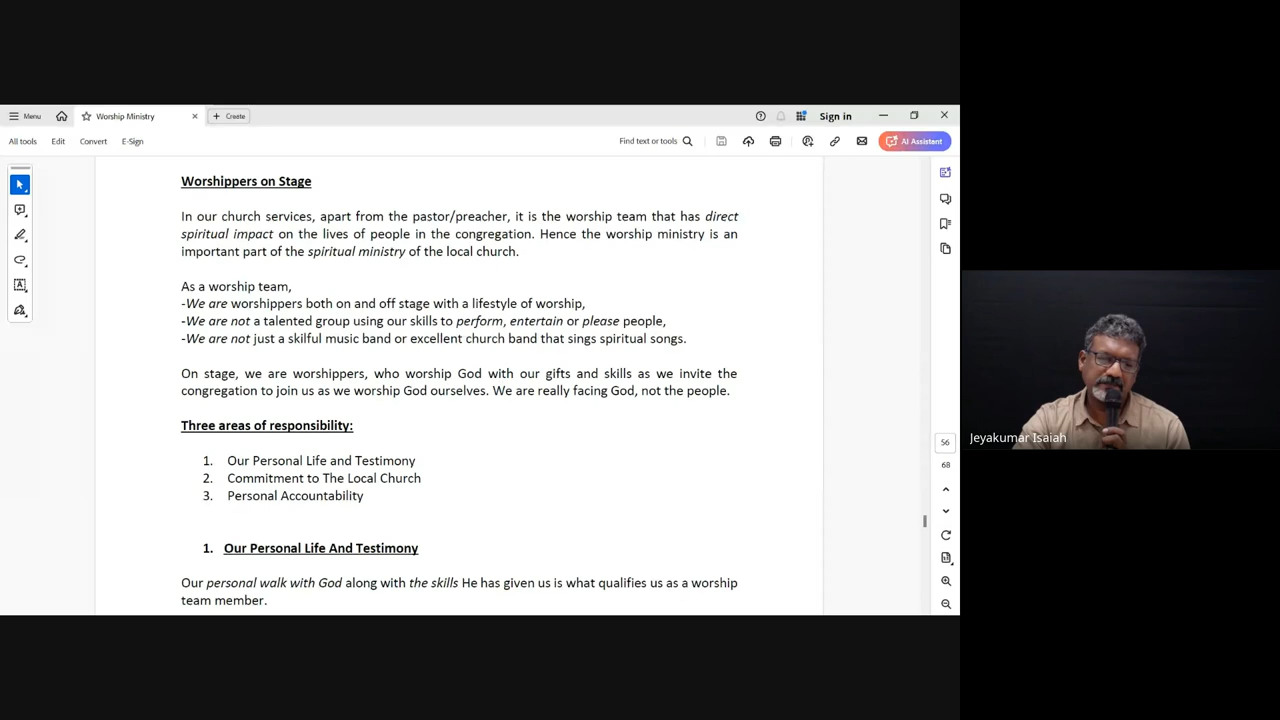 Menu
Worship Ministry
Create
Sign in
All tools
Edit
Convert
E-Sign
Find text or tools
AI Assistant
Worshippers on Stage
In our church services, apart from the pastor/preacher, it is the worship team that has direct
spiritual impact on the lives of people in the congregation. Hence the worship ministry is an
important part of the spiritual ministry of the local church.
As a worship team,
-We are worshippers both on and off stage with a lifestyle of worship,
-We are not a talented group using our skills to perform, entertain or please people,
-We are not just a skilful music band or excellent church band that sings spiritual songs.
On stage, we are worshippers, who worship God with our gifts and skills as we invite the
congregation to join us as we worship God ourselves. We are really facing God, not the people.
Three areas of responsibility:
1. Our Personal Life and Testimony
2. Commitment to The Local Church
3. Personal Accountability
1. Our Personal Life And Testimony
Our personal walk with God along with the skills He has given us is what qualifies us as a worship
team member.
56
68
Jeyakumar Isaiah